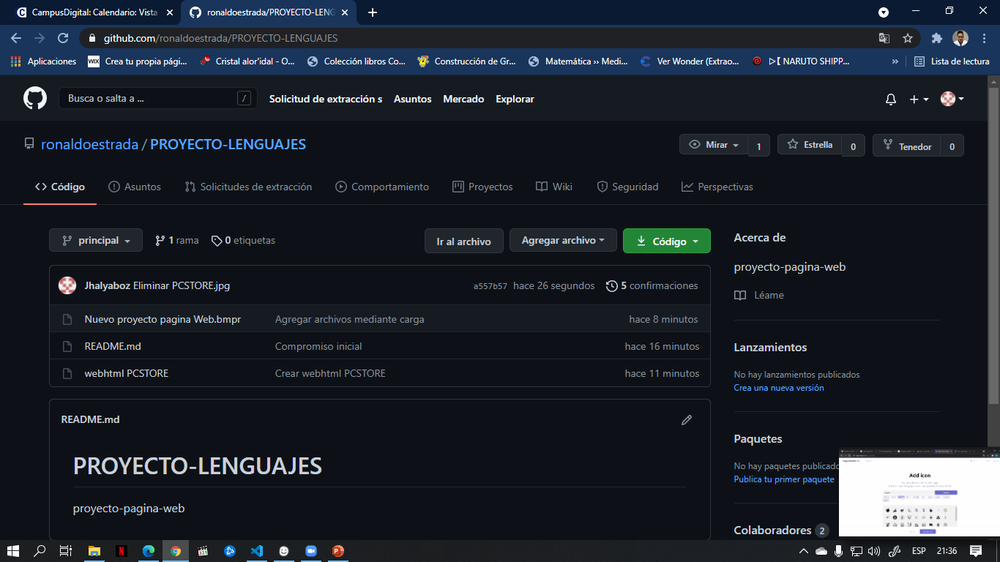 CampusDigital: Calendario: Vista
ronaldoestrada/PROYECTO-LENG
github.com/ronaldoestrada/PROYECTO-LENGUAJES
Aplicaciones
WIX Crea tu propia pági...
Cristal alor'idal - O...
Colección libros Co...
Construcción de Gr...
Matemática ›› Medi...
Ver Wonder (Extrao...
▷【 NARUTO SHIPP...
»
Lista de lectura
Busca o salta a ...
/
Solicitud de extracción s
Asuntos
Mercado
Explorar
ronaldoestrada / PROYECTO-LENGUAJES
Mirar 1
Estrella 0
Tenedor 0
Código
Asuntos
Solicitudes de extracción
Comportamiento
Proyectos
Wiki
Seguridad
Perspectivas
principal
1 rama
0 etiquetas
Ir al archivo
Agregar archivo
Código
Jhalyaboz Eliminar PCSTORE.jpg
a557b57 hace 26 segundos
5 confirmaciones
Nuevo proyecto pagina Web.bmpr
Agregar archivos mediante carga
hace 8 minutos
README.md
Compromiso inicial
hace 16 minutos
webhtml PCSTORE
Crear webhtml PCSTORE
hace 11 minutos
README.md
PROYECTO-LENGUAJES
proyecto-pagina-web
Acerca de
proyecto-pagina-web
Léame
Lanzamientos
No hay lanzamientos publicados
Crea una nueva versión
Paquetes
No hay paquetes publicado
Publica tu primer paquete
Colaboradores 2
Add icon
ESP
21:36